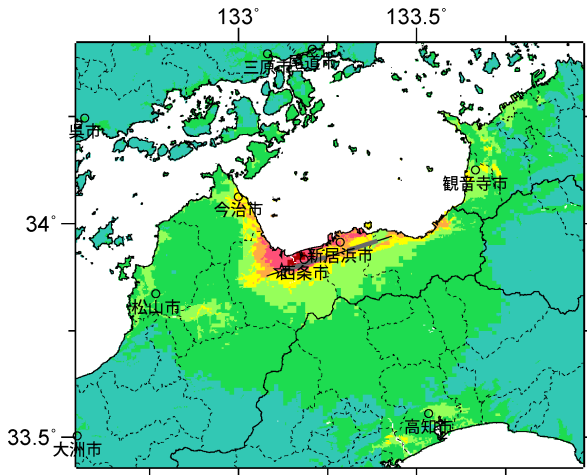 133° 133.5°
三原市 尾道市
呉市
観音寺市
今治市
34°
新居浜市
西条市
松山市
高知市
33.5°
大洲市